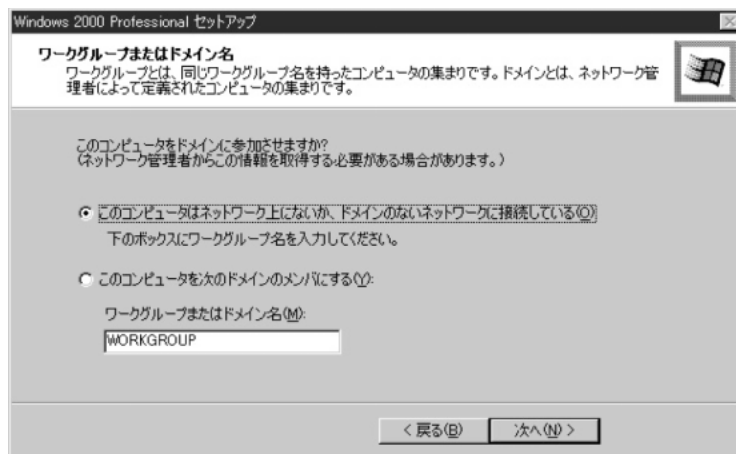 Windows 2000 Professional セットアップ
ワークグループまたはドメイン名
ワークグループとは、同じワークグループ名を持ったコンピュータの集まりです。ドメインとは、ネットワーク管
理者によって定義されたコンピュータの集まりです。
このコンピュータをドメインに参加させますか?
(ネットワーク管理者からこの情報を取得する必要がある場合があります。)
このコンピュータはネットワーク上にないか、ドメインのないネットワークに接続している(O)
下のボックスにワークグループ名を入力してください。
このコンピュータを次のドメインのメンバにする(Y):
ワークグループまたはドメイン名(M):
WORKGROUP
< 戻る(B) 次へ(N) >